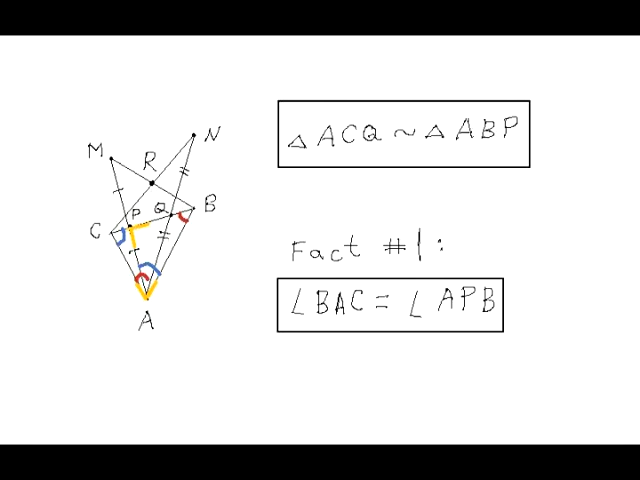 △ ACQ ~ △ ABP
M
N
R
P
Q
B
C
A
Fact #1:
∠BAC = ∠APB